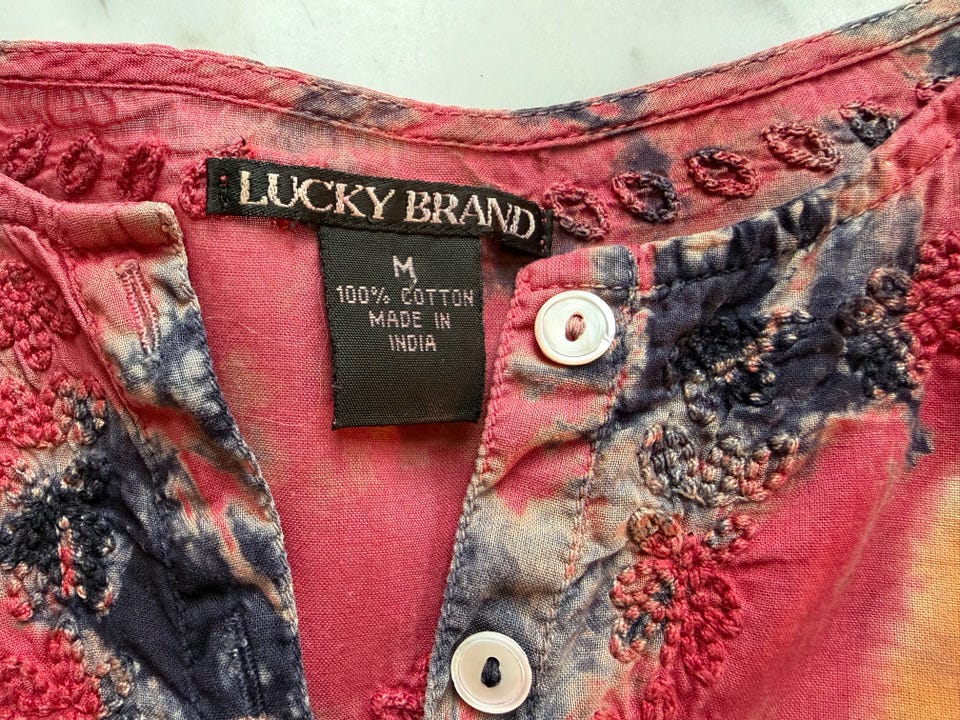 LUCKY BRAND
M
100% COTTON
MADE IN
INDIA